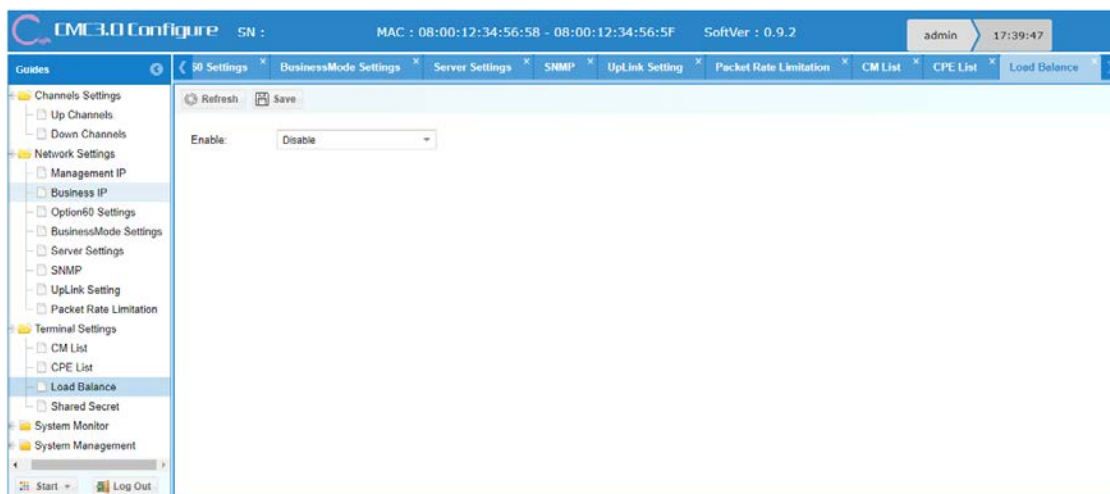 CMC3.0 Configure SN : MAC : 08:00:12:34:56:58 - 08:00:12:34:56:5F SoftVer : 0.9.2 admin 17:39:47
Guides
60 Settings BusinessMode Settings Server Settings SNMP UpLink Setting Packet Rate Limitation CM List CPE List Load Balance
Refresh Save
Enable: Disable
Channels Settings
Up Channels
Down Channels
Network Settings
Management IP
Business IP
Option60 Settings
BusinessMode Settings
Server Settings
SNMP
UpLink Setting
Packet Rate Limitation
Terminal Settings
CM List
CPE List
Load Balance
Shared Secret
System Monitor
System Management
Start Log Out